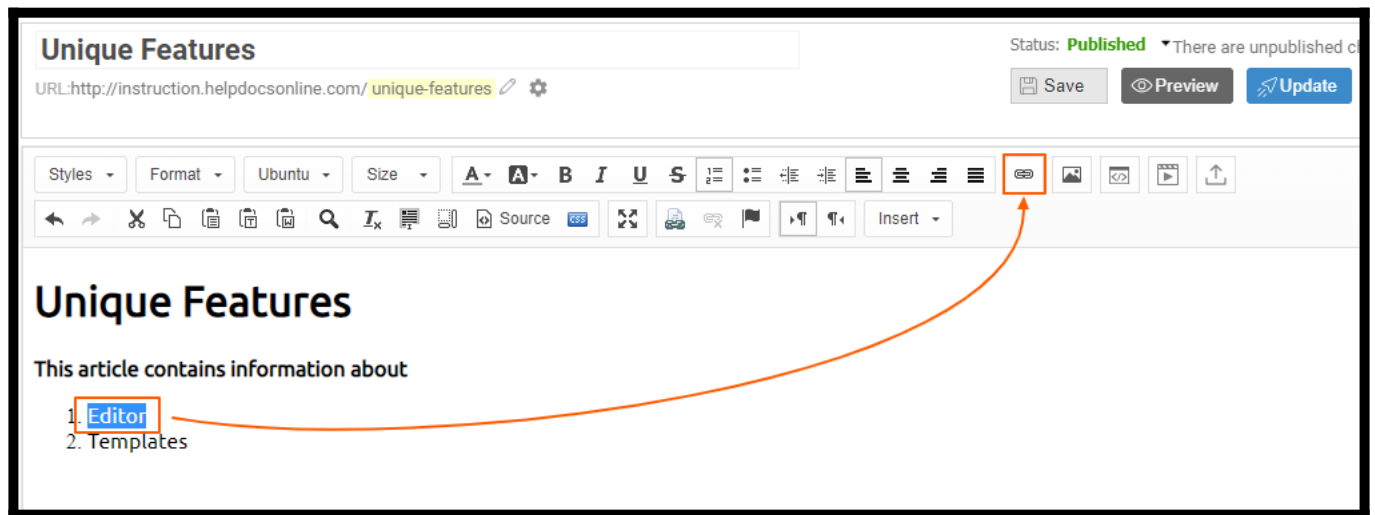 Unique Features
Status: Published There are unpublished
URL:http://instruction.helpdocsonline.com/ unique-features
Save Preview Update
Styles Format Ubuntu Size A A B I U S
Source CSS Insert
Unique Features
This article contains information about
1. Editor
2. Templates